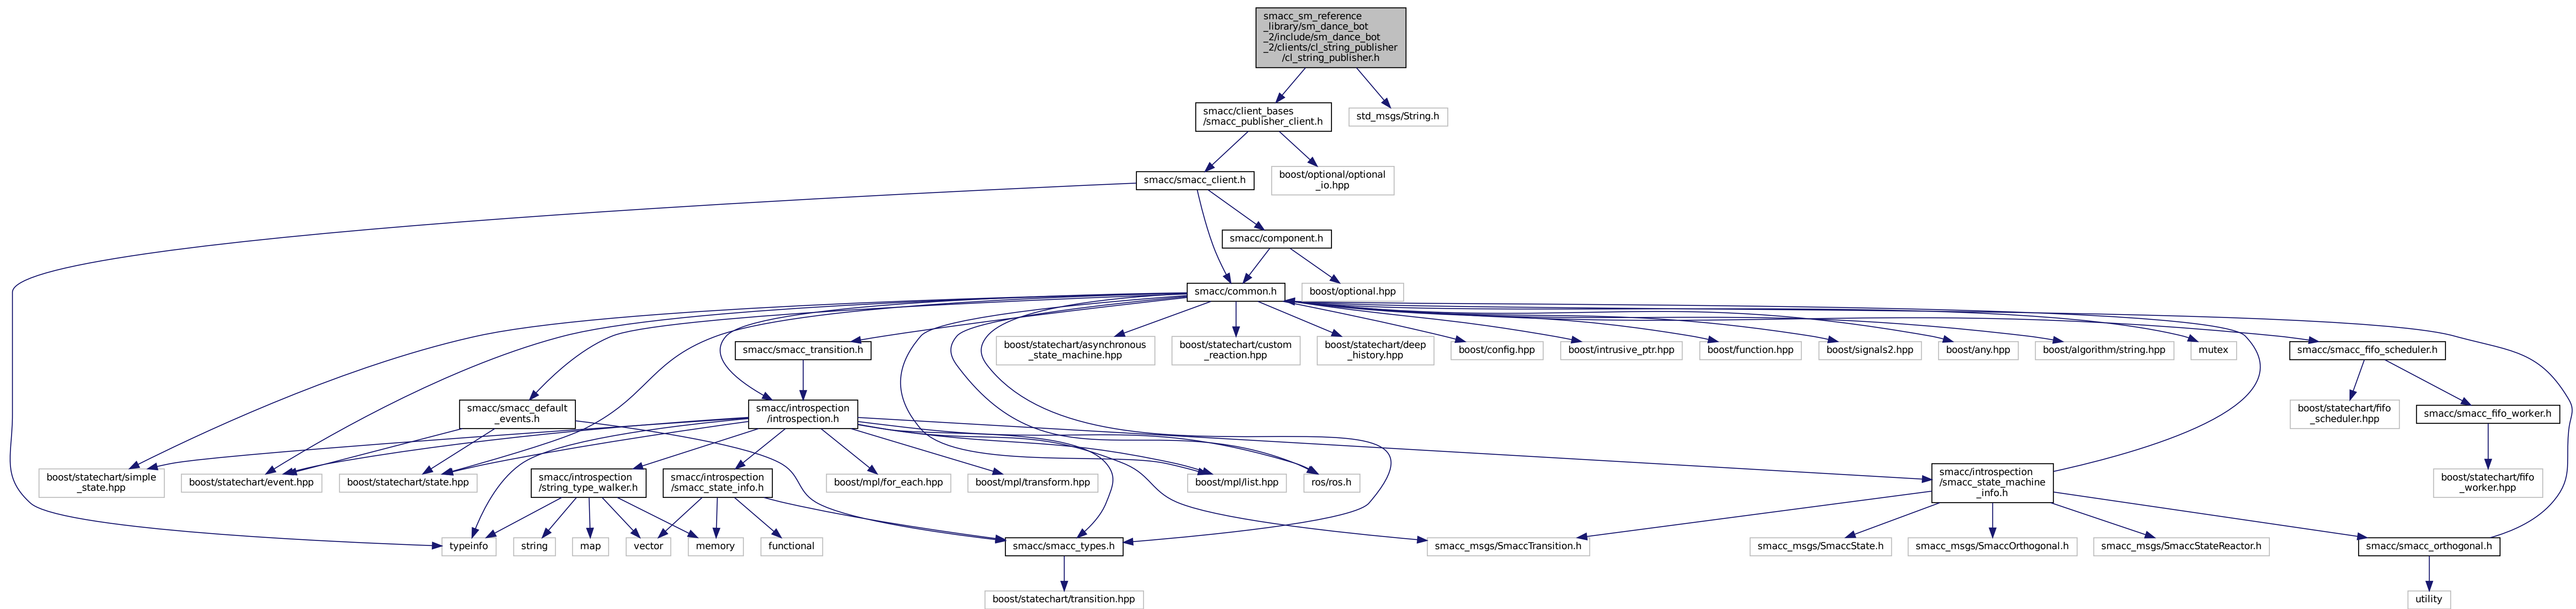 smacc_sm_reference
_library/sm_dance_bot
_2/include/sm_dance_bot
_2/clients/cl_string_publisher
/cl_string_publisher.h
smacc/client_bases
/smacc_publisher_client.h
std_msgs/String.h
smacc/smacc_client.h
boost/optional/optional
_io.hpp
smacc/component.h
smacc/common.h
boost/optional.hpp
smacc/smacc_transition.h
boost/statechart/asynchronous
_state_machine.hpp
boost/statechart/custom
_reaction.hpp
boost/statechart/deep
_history.hpp
boost/config.hpp
boost/intrusive_ptr.hpp
boost/function.hpp
boost/signals2.hpp
boost/any.hpp
boost/algorithm/string.hpp
mutex
smacc/smacc_fifo_scheduler.h
smacc/smacc_default
_events.h
smacc/introspection
/introspection.h
boost/statechart/fifo
_scheduler.hpp
smacc/smacc_fifo_worker.h
boost/statechart/simple
_state.hpp
boost/statechart/event.hpp
boost/statechart/state.hpp
smacc/introspection
/string_type_walker.h
smacc/introspection
/smacc_state_info.h
boost/mpl/for_each.hpp
boost/mpl/transform.hpp
boost/mpl/list.hpp
ros/ros.h
smacc/introspection
/smacc_state_machine
_info.h
boost/statechart/fifo
_worker.hpp
typeinfo
string
map
vector
memory
functional
smacc/smacc_types.h
smacc_msgs/SmaccTransition.h
smacc_msgs/SmaccState.h
smacc_msgs/SmaccOrthogonal.h
smacc_msgs/SmaccStateReactor.h
smacc/smacc_orthogonal.h
boost/statechart/transition.hpp
utility